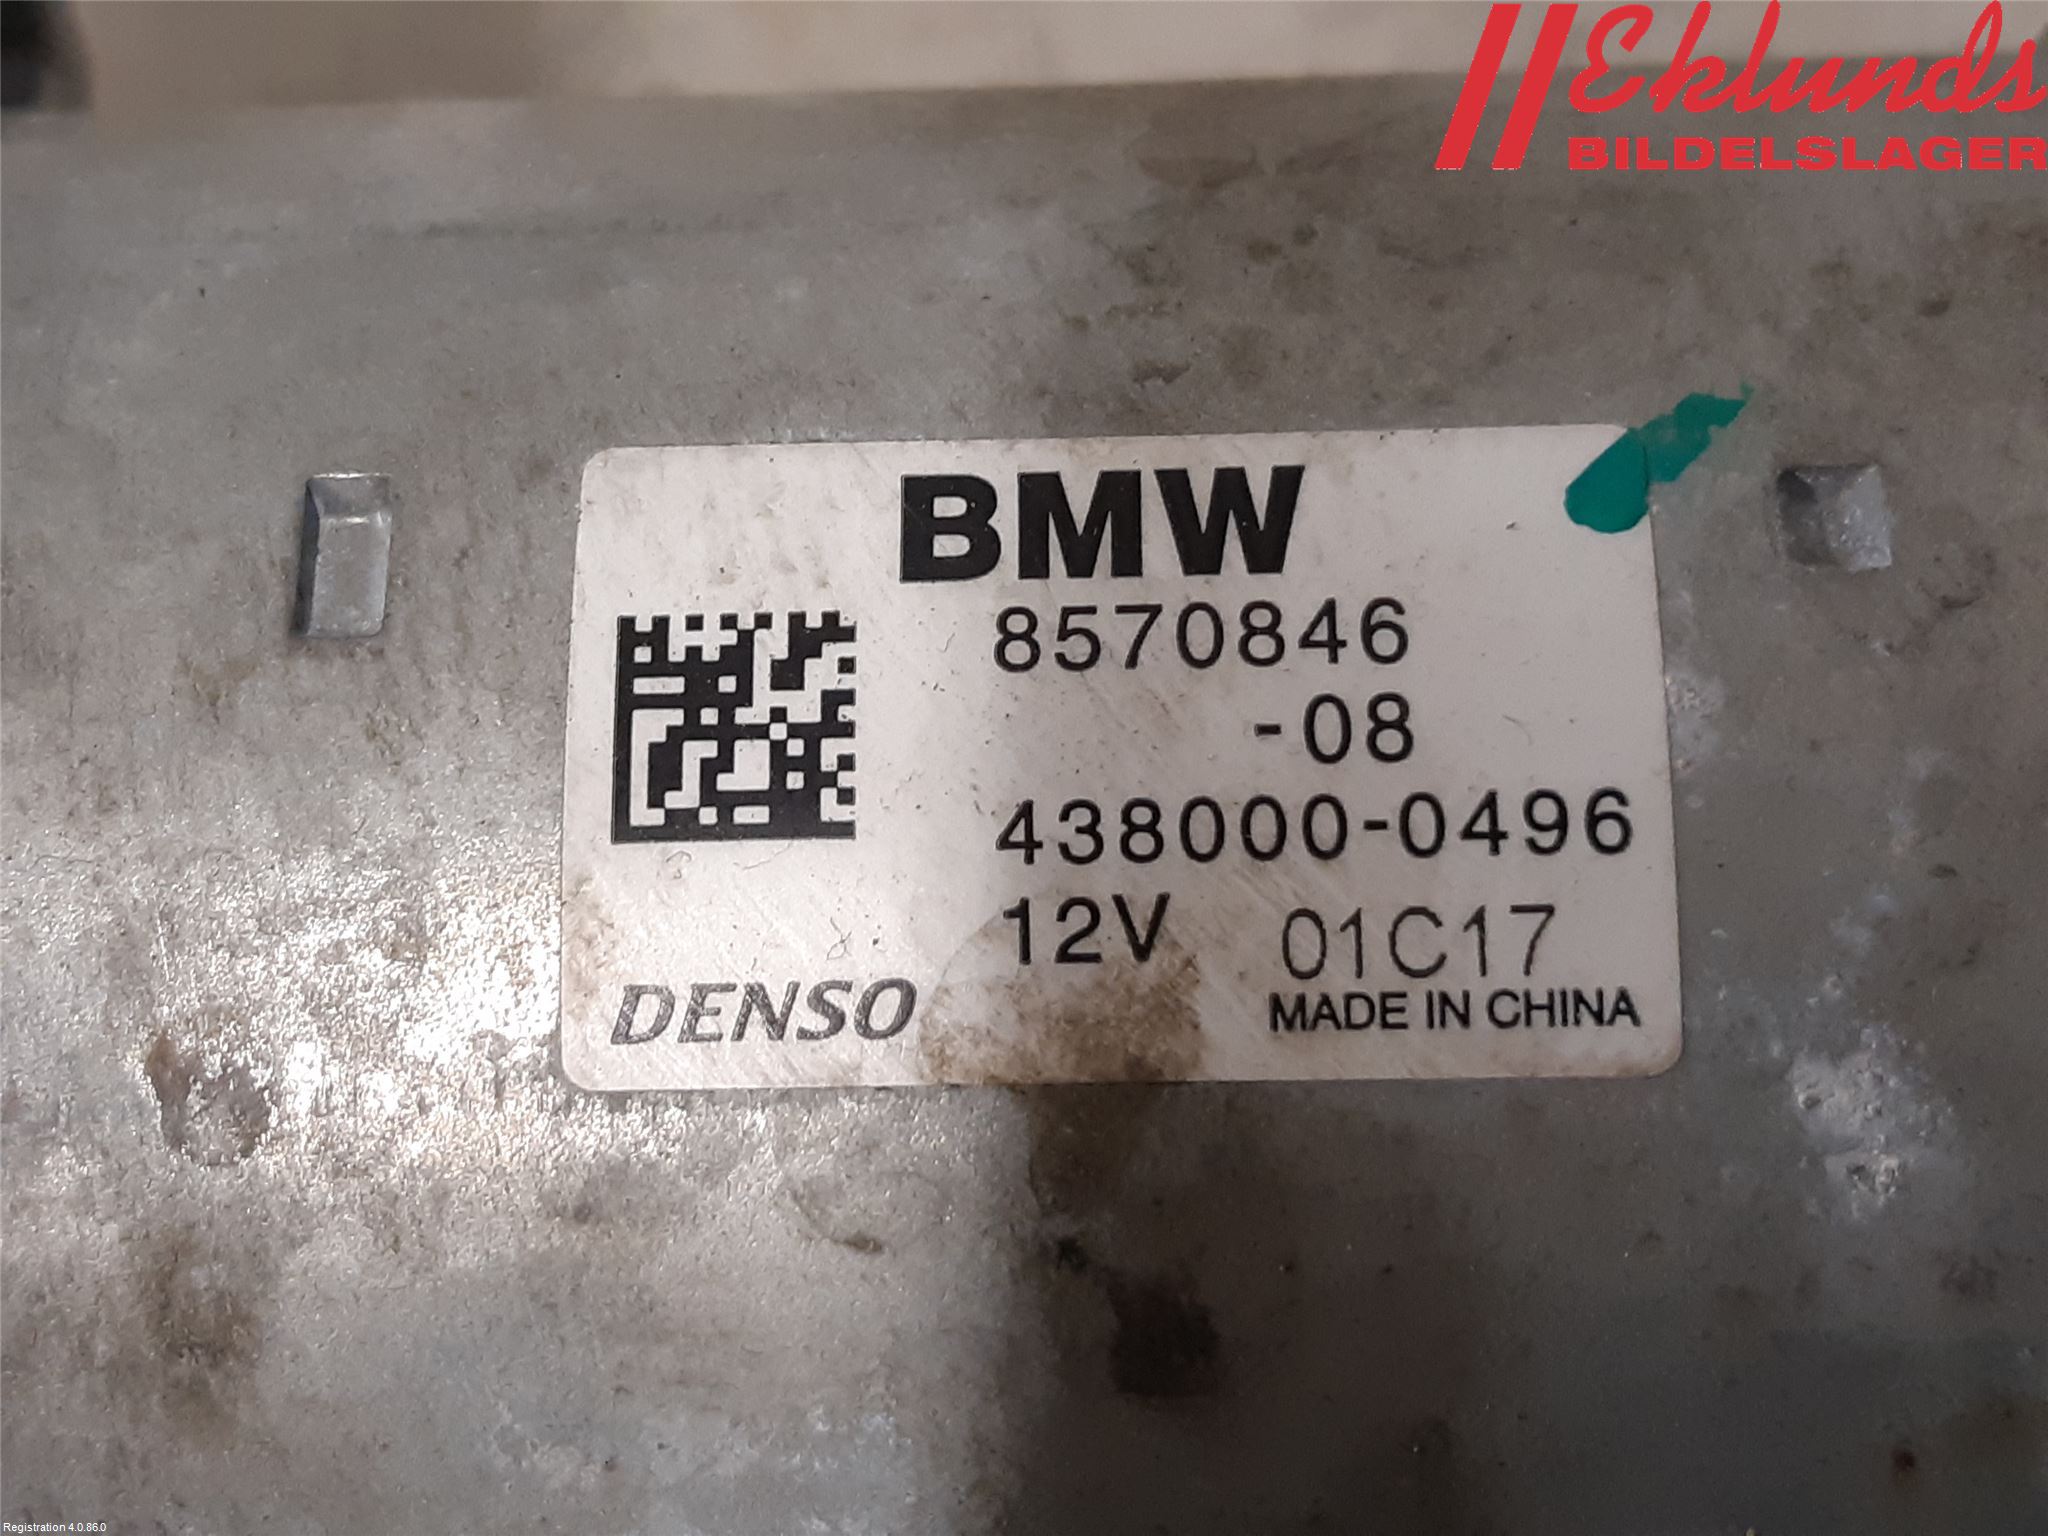 Eklunds
BILDELSLAGER
BMW
8570846
-08
438000-0496
12V 01C17
DENSO
MADE IN CHINA
Registration 4.0.86.0